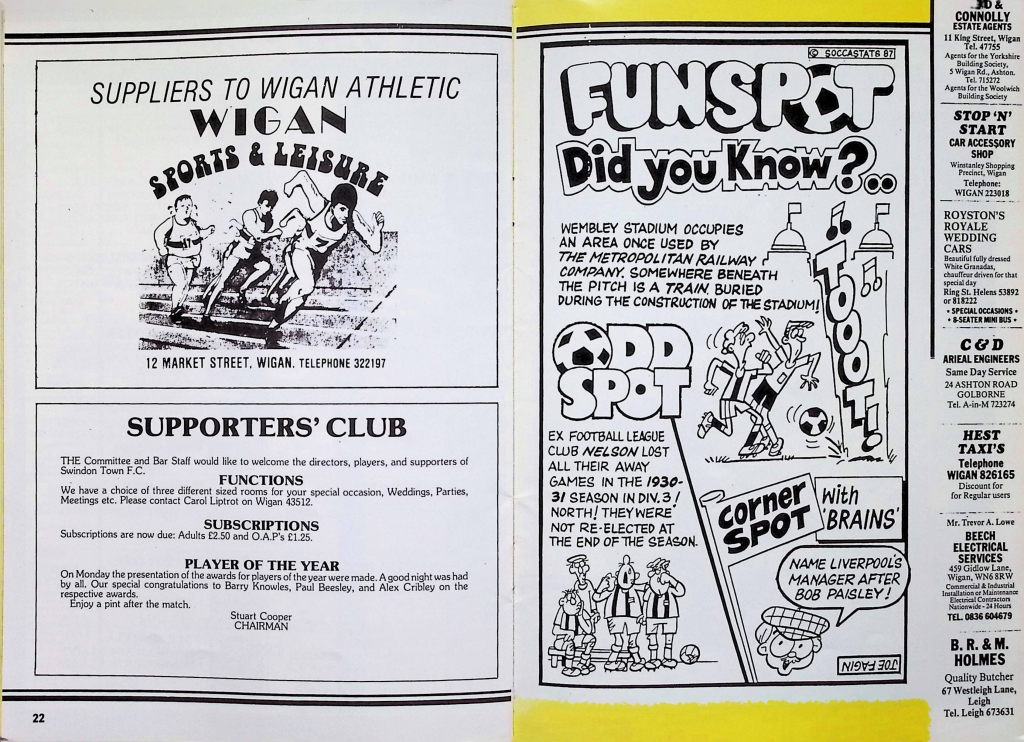 SUPPLIERS TO WIGAN ATHLETIC
WIGAN
SPORTS & LEISURE
12 MARKET STREET, WIGAN. TELEPHONE 322197
SUPPORTERS' CLUB
THE Committee and Bar Staff would like to welcome the directors, players, and supporters of
Swindon Town F.C.
FUNCTIONS
We have a choice of three different sized rooms for your special occasion, Weddings, Parties,
Meetings etc. Please contact Carol Liptrot on Wigan 43512.
SUBSCRIPTIONS
Subscriptions are now due: Adults £2.50 and O.A.P's £1.25.
PLAYER OF THE YEAR
On Monday the presentation of the awards for players of the year were made. A good night was had
by all. Our special congratulations to Barry Knowles, Paul Beesley, and Alex Cribley on the
respective awards.
Enjoy a pint after the match.
Stuart Cooper
CHAIRMAN
22
© SOCCASTATS 87
FUNSPOT
Did you Know?..
WEMBLEY STADIUM OCCUPIES
AN AREA ONCE USED BY
THE METROPOLITAN RAILWAY
COMPANY. SOMEWHERE BENEATH
THE PITCH IS A TRAIN, BURIED
DURING THE CONSTRUCTION OF THE STADIUM!
TOOOT!
ODD
SPOT
EX FOOTBALL LEAGUE
CLUB NELSON LOST
ALL THEIR AWAY
GAMES IN THE 1930-
31 SEASON IN DIV. 3
NORTH! THEY WERE
NOT RE-ELECTED AT
THE END OF THE SEASON.
corner
SPOT
with
'BRAINS'
NAME LIVERPOOL'S
MANAGER AFTER
BOB PAISLEY!
JOE FAGIN
D &
CONNOLLY
ESTATE AGENTS
11 King Street, Wigan
Tel. 47755
Agents for the Yorkshire
Building Society,
5 Wigan Rd., Ashton.
Tel. 715272
Agents for the Woolwich
Building Society
STOP 'N'
START
CAR ACCESSORY
SHOP
Winstanley Shopping
Precinct, Wigan
Telephone:
WIGAN 223018
ROYSTON'S
ROYALE
WEDDING
CARS
Beautiful fully dressed
White Granadas,
chauffeur driven for that
special day
Ring St. Helens 53892
or 818222
• SPECIAL OCCASIONS •
• 8-SEATER MINI BUS •
C & D
ARIEAL ENGINEERS
Same Day Service
24 ASHTON ROAD
GOLBORNE
Tel. A-in-M 723274
HEST
TAXI'S
Telephone
WIGAN 826165
Discount for
for Regular users
Mr. Trevor A. Lowe
BEECH
ELECTRICAL
SERVICES
459 Gidlow Lane,
Wigan, WN6 8RW
Commercial & Industrial
Installation or Maintenance
Electrical Contractors
Nationwide - 24 Hours
TEL. 0836 604679
B. R. & M.
HOLMES
Quality Butcher
67 Westleigh Lane,
Leigh
Tel. Leigh 673631